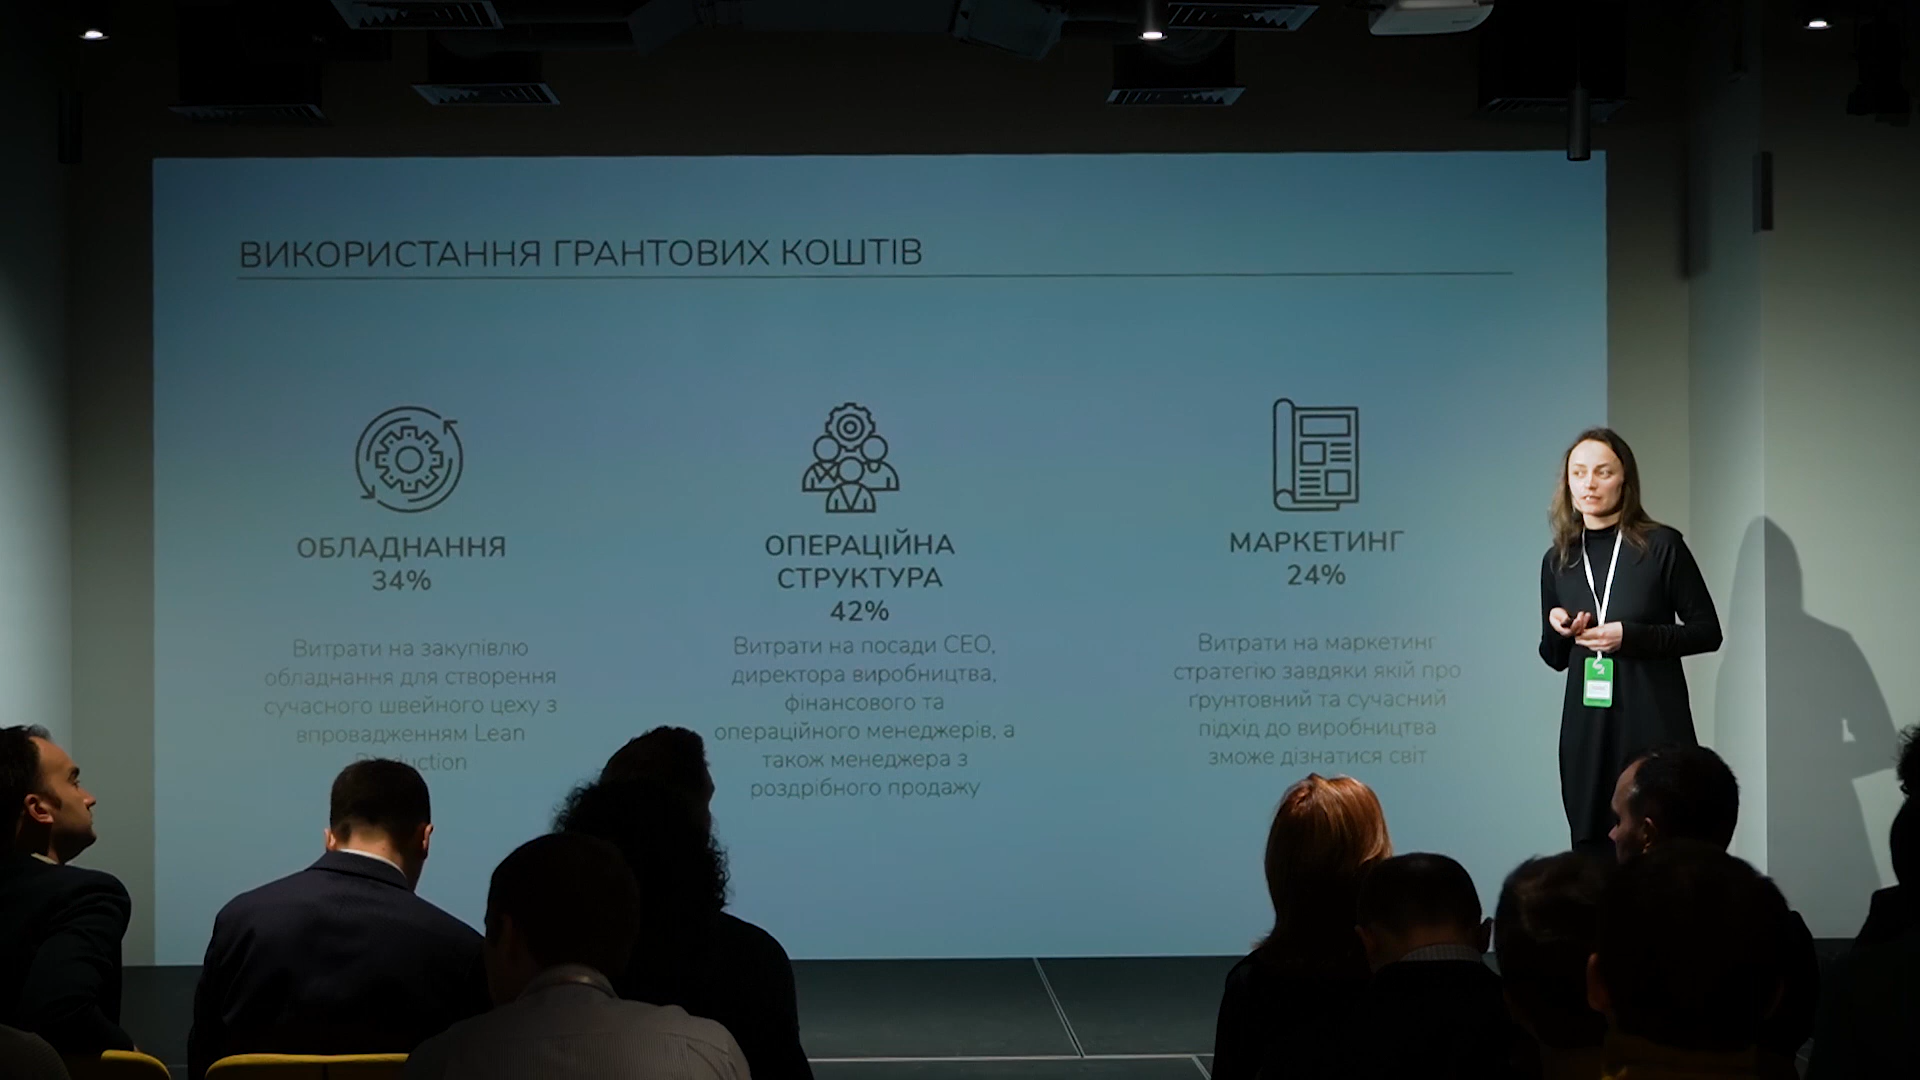 ВИКОРИСТАННЯ ГРАНТОВИХ КОШТІВ
ОБЛАДНАННЯ
34%
Витрати на закупівлю
обладнання для створення
сучасного швейного цеху з
впровадженням Lean
ОПЕРАЦІЙНА
СТРУКТУРА
42%
Витрати на посади CEO,
директора виробництва,
фінансового та
операційного менеджерів, а
також менеджера з
роздрібного продажу
МАРКЕТИНГ
24%
Витрати на маркетинг
стратегію завдяки якій про
ґрунтовний та сучасний
підхід до виробництва
зможе дізнатися світ